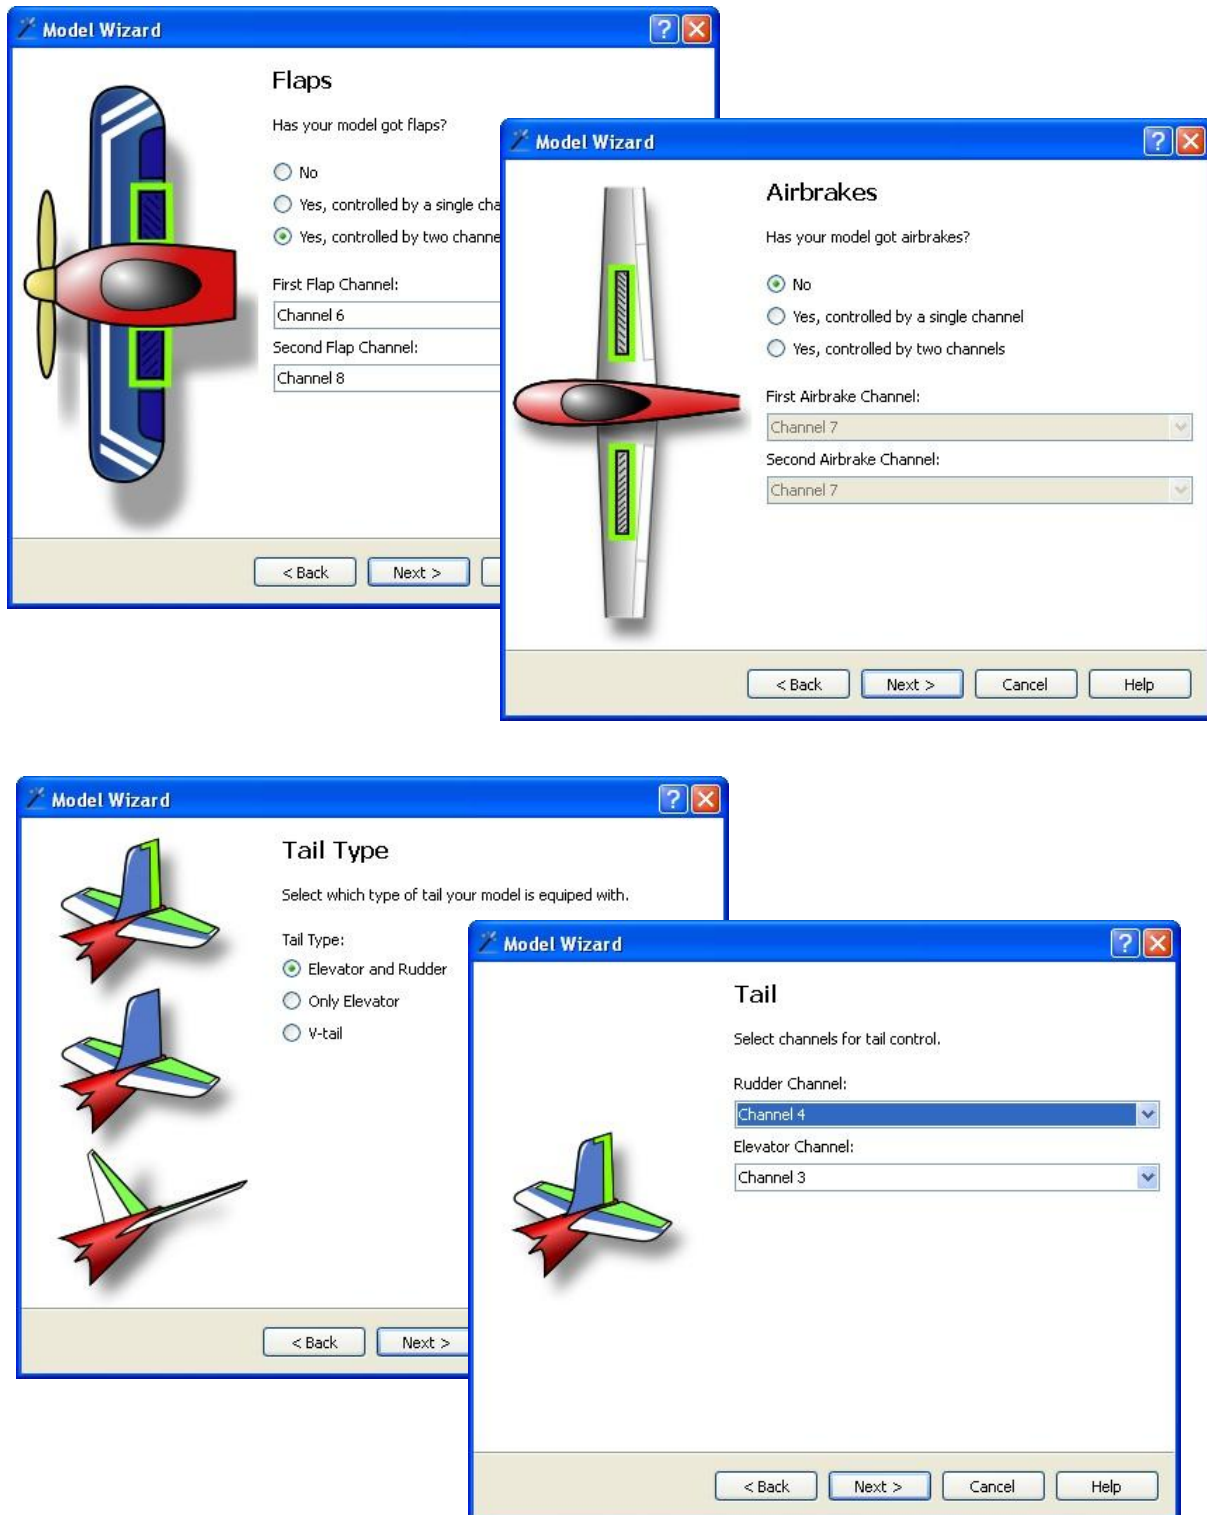 Model Wizard
Flaps
Has your model got flaps?
No
Yes, controlled by a single
Yes, controlled by two
First Flap Channel:
Channel 6
Second Flap Channel:
Channel 8
< Back
Next >
Model Wizard
Airbrakes
Has your model got airbrakes?
No
Yes, controlled by a single channel
Yes, controlled by two channels
First Airbrake Channel:
Channel 7
Second Airbrake Channel:
Channel 7
< Back
Next >
Cancel
Help
Model Wizard
Tail Type
Select which type of tail your model is equiped with.
Tail Type:
Elevator and Rudder
Only Elevator
V-tail
< Back
Next >
Model Wizard
Tail
Select channels for tail control.
Rudder Channel:
Channel 4
Elevator Channel:
Channel 3
< Back
Next >
Cancel
Help